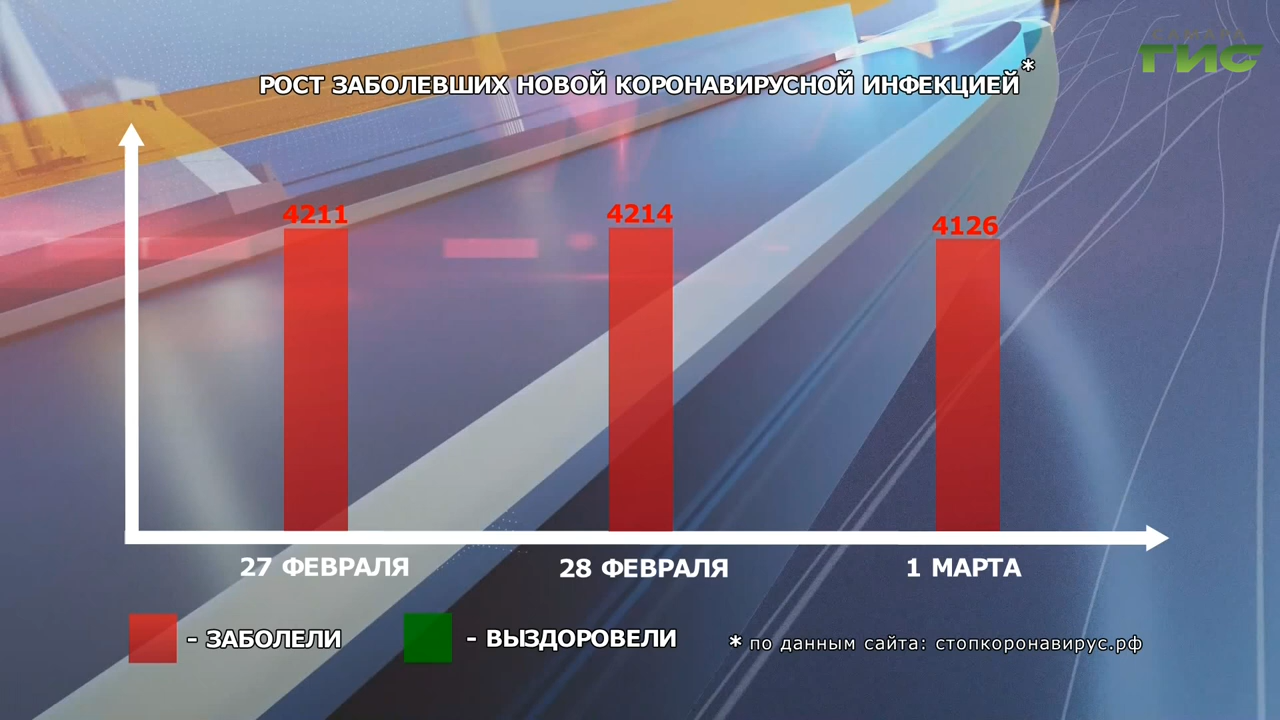 САМАРА
ГИС
РОСТ ЗАБОЛЕВШИХ НОВОЙ КОРОНАВИРУСНОЙ ИНФЕКЦИЕЙ*
4211
4214
4126
27 ФЕВРАЛЯ
28 ФЕВРАЛЯ
1 МАРТА
- ЗАБОЛЕЛИ
- ВЫЗДОРОВЕЛИ
* по данным сайта: стопкоронавирус.рф